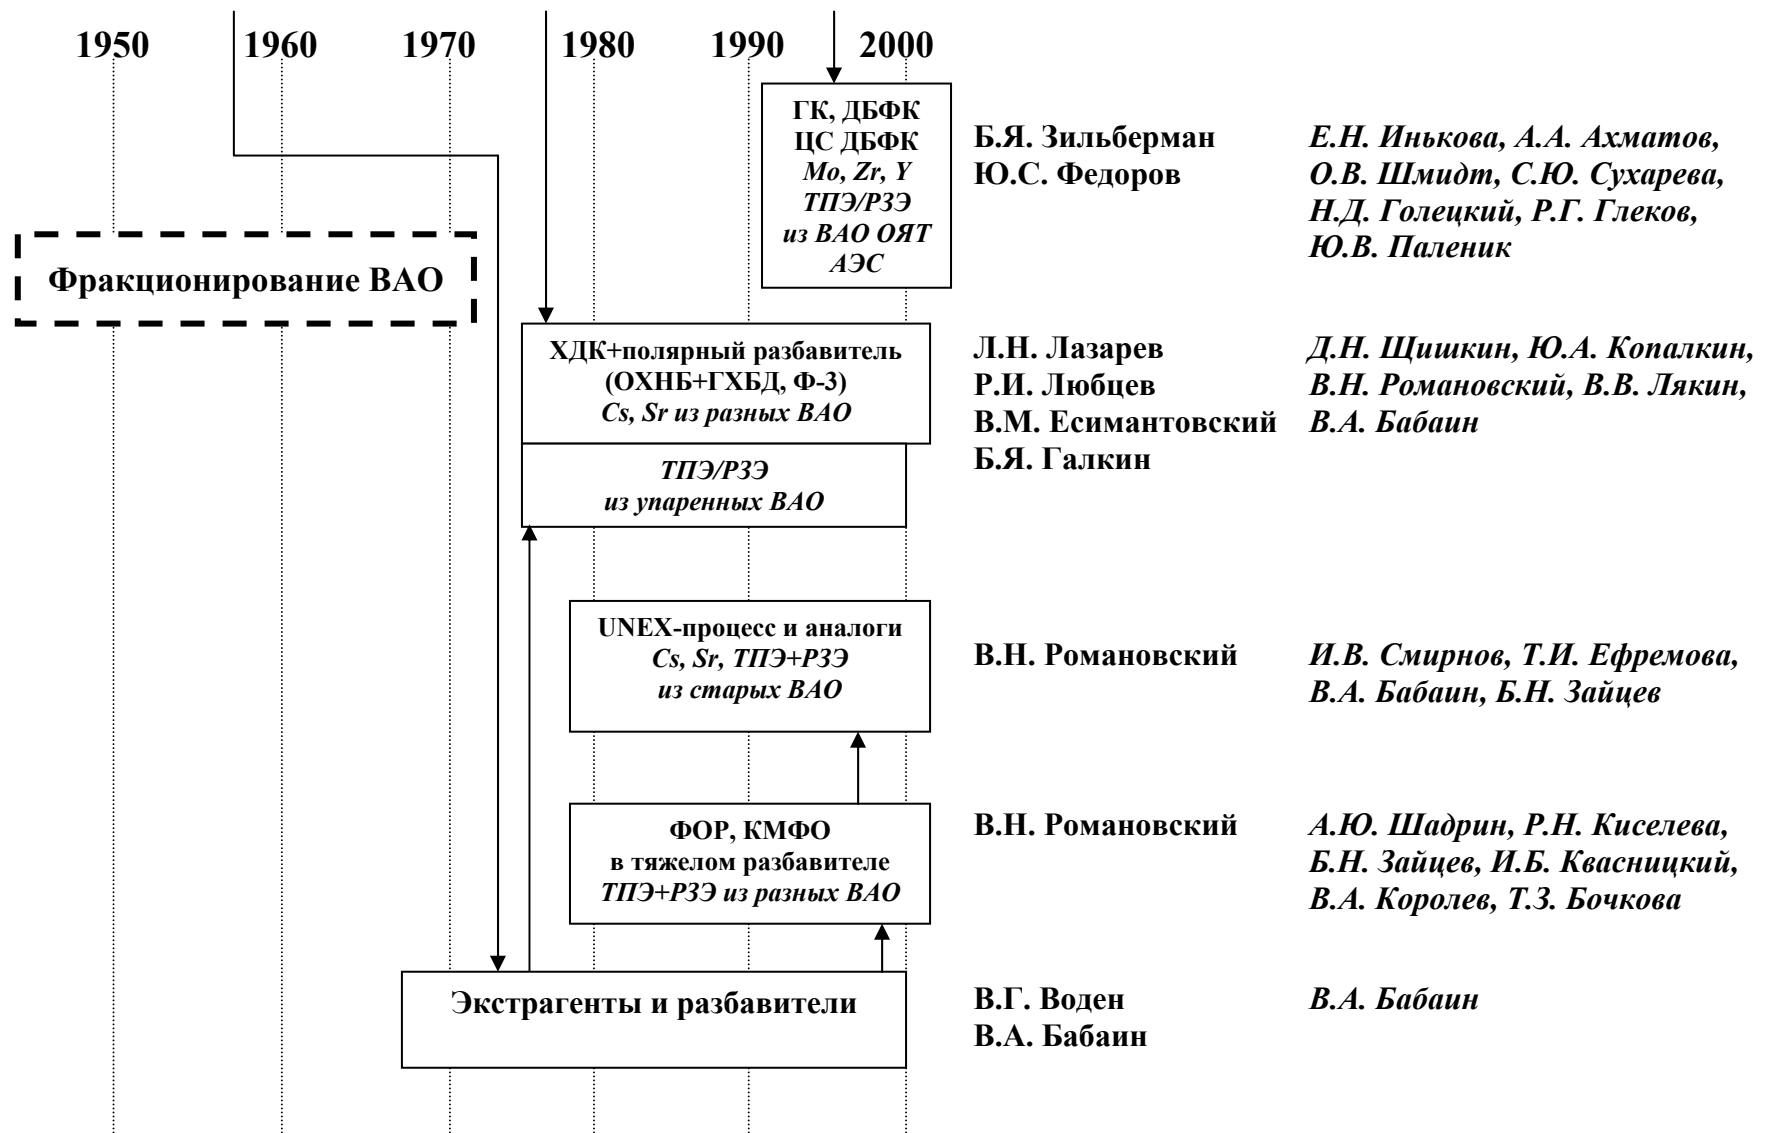 1950 1960 1970 1980 1990 2000
ГК, ДБФК
ЦС ДБФК
Mo, Zr, Y
ТПЭ/РЗЭ
из ВАО ОЯТ
АЭС
Б.Я. Зильберман
Ю.С. Федоров
Е.Н. Инькова, А.А. Ахматов,
О.В. Шмидт, С.Ю. Сухарева,
Н.Д. Голецкий, Р.Г. Глеков,
Ю.В. Паленик
Фракционирование ВАО
ХДК+полярный разбавитель
(ОХНБ+ГХБД, Ф-3)
Cs, Sr из разных ВАО
ТПЭ/РЗЭ
из упаренных ВАО
Л.Н. Лазарев
Р.И. Любцев
В.М. Есимантовский
Б.Я. Галкин
Д.Н. Щишкин, Ю.А. Копалкин,
В.Н. Романовский, В.В. Лякин,
В.А. Бабаин
UNEX-процесс и аналоги
Cs, Sr, ТПЭ+РЗЭ
из старых ВАО
В.Н. Романовский
И.В. Смирнов, Т.И. Ефремова,
В.А. Бабаин, Б.Н. Зайцев
ФОР, КМФО
в тяжелом разбавителе
ТПЭ+РЗЭ из разных ВАО
В.Н. Романовский
А.Ю. Шадрин, Р.Н. Киселева,
Б.Н. Зайцев, И.Б. Квасницкий,
В.А. Королев, Т.З. Бочкова
Экстрагенты и разбавители
В.Г. Воден
В.А. Бабаин
В.А. Бабаин